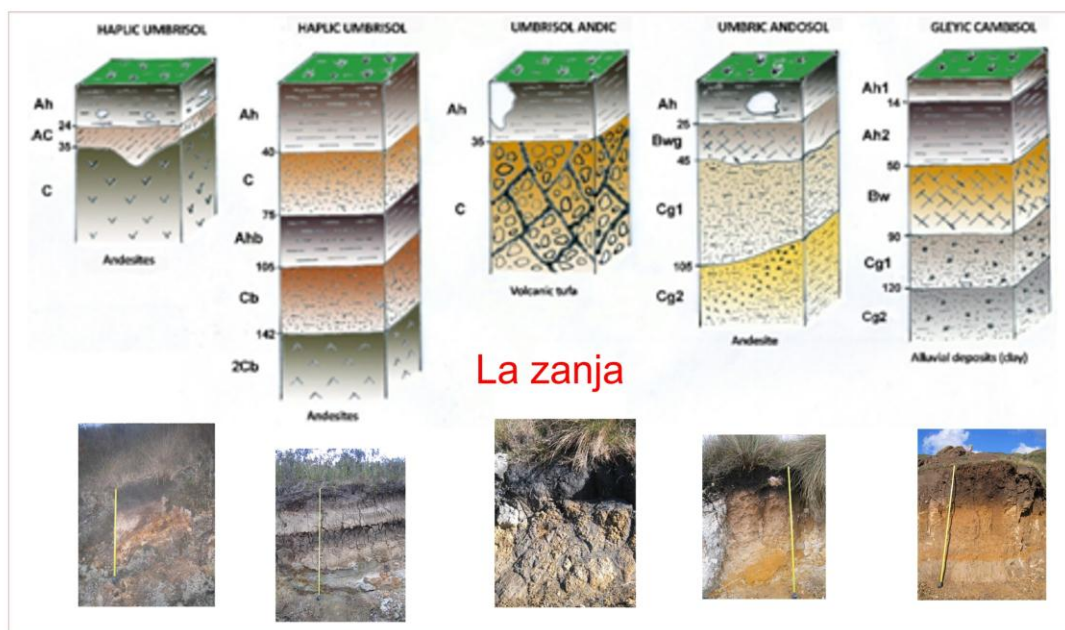 HAPLIC UMBRISOL
Ah
24
AC
35
C
Andesites
HAPLIC UMBRISOL
Ah
40
C
75
Ahb
105
Cb
142
2Cb
Andesites
UMBRISOL ANDIC
Ah
35
C
Volcanic tufa
UMBRIC ANDOSOL
Ah
25
Bwg
45
Cg1
105
Cg2
Andesite
GLEYIC CAMBISOL
Ah1
14
Ah2
50
Bw
90
Cg1
120
Cg2
Alluvial deposits (clay)
La zanja